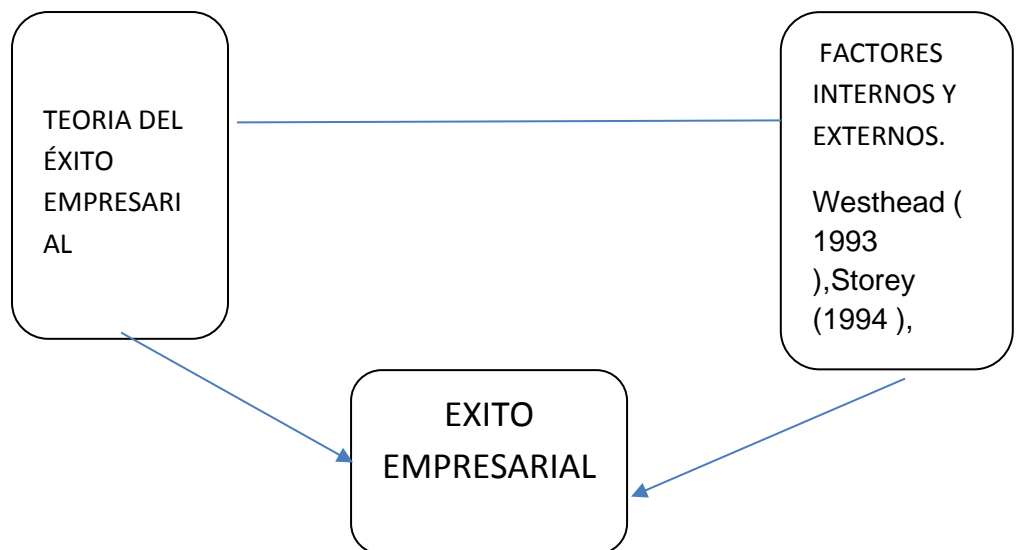 TEORIA DEL
ÉXITO
EMPRESARI
AL
FACTORES
INTERNOS Y
EXTERNOS.
Westhead (
1993
),Storey
(1994 ),
EXITO
EMPRESARIAL